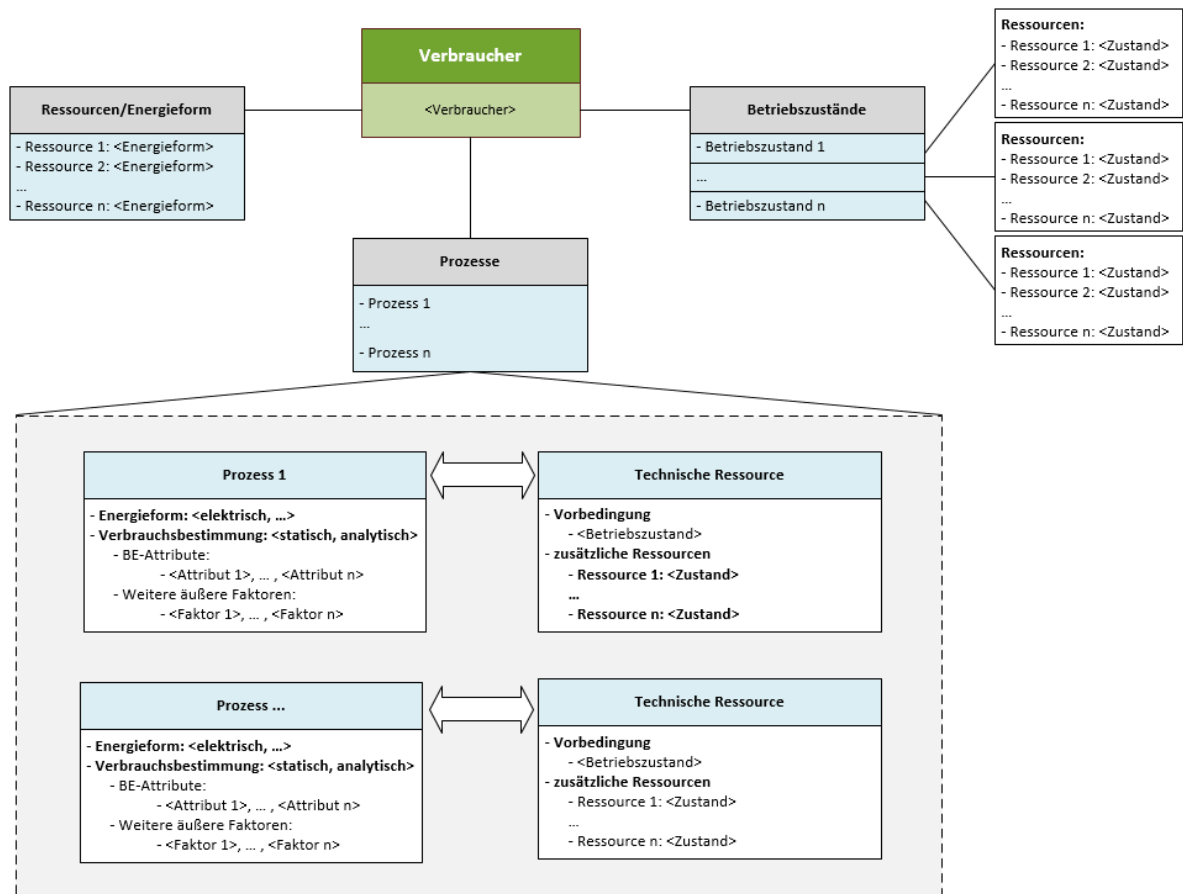 Verbraucher
<Verbraucher>
Ressourcen/Energieform
- Ressource 1: <Energieform>
- Ressource 2: <Energieform>
...
- Ressource n: <Energieform>
Betriebszustände
- Betriebszustand 1
...
- Betriebszustand n
Ressourcen:
- Ressource 1: <Zustand>
- Ressource 2: <Zustand>
...
- Ressource n: <Zustand>
Ressourcen:
- Ressource 1: <Zustand>
- Ressource 2: <Zustand>
...
- Ressource n: <Zustand>
Ressourcen:
- Ressource 1: <Zustand>
- Ressource 2: <Zustand>
...
- Ressource n: <Zustand>
Prozesse
- Prozess 1
...
- Prozess n
Prozess 1
- Energieform: <elektrisch, ...>
- Verbrauchsbestimmung: <statisch, analytisch>
- BE-Attribute:
- <Attribut 1>, ... , <Attribut n>
- Weitere äußere Faktoren:
- <Faktor 1>, ... , <Faktor n>
Technische Ressource
- Vorbedingung
- <Betriebszustand>
- zusätzliche Ressourcen
- Ressource 1: <Zustand>
...
- Ressource n: <Zustand>
Prozess ...
- Energieform: <elektrisch, ...>
- Verbrauchsbestimmung: <statisch, analytisch>
- BE-Attribute:
- <Attribut 1>, ... , <Attribut n>
- Weitere äußere Faktoren:
- <Faktor 1>, ... , <Faktor n>
Technische Ressource
- Vorbedingung
- <Betriebszustand>
- zusätzliche Ressourcen
- Ressource 1: <Zustand>
...
- Ressource n: <Zustand>